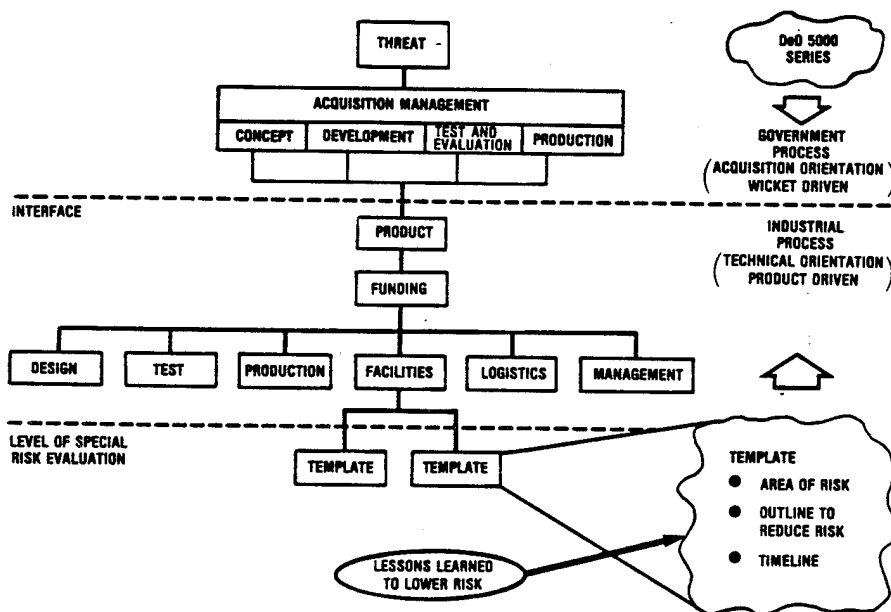 THREAT
DoD 5000
SERIES
ACQUISITION MANAGEMENT
CONCEPT
DEVELOPMENT
TEST AND
EVALUATION
PRODUCTION
GOVERNMENT
PROCESS
(ACQUISITION ORIENTATION
WICKET DRIVEN)
INTERFACE
PRODUCT
INDUSTRIAL
PROCESS
(TECHNICAL ORIENTATION
PRODUCT DRIVEN)
FUNDING
DESIGN
TEST
PRODUCTION
FACILITIES
LOGISTICS
MANAGEMENT
LEVEL OF SPECIAL
RISK EVALUATION
TEMPLATE
TEMPLATE
TEMPLATE
● AREA OF RISK
● OUTLINE TO
REDUCE RISK
● TIMELINE
LESSONS LEARNED
TO LOWER RISK